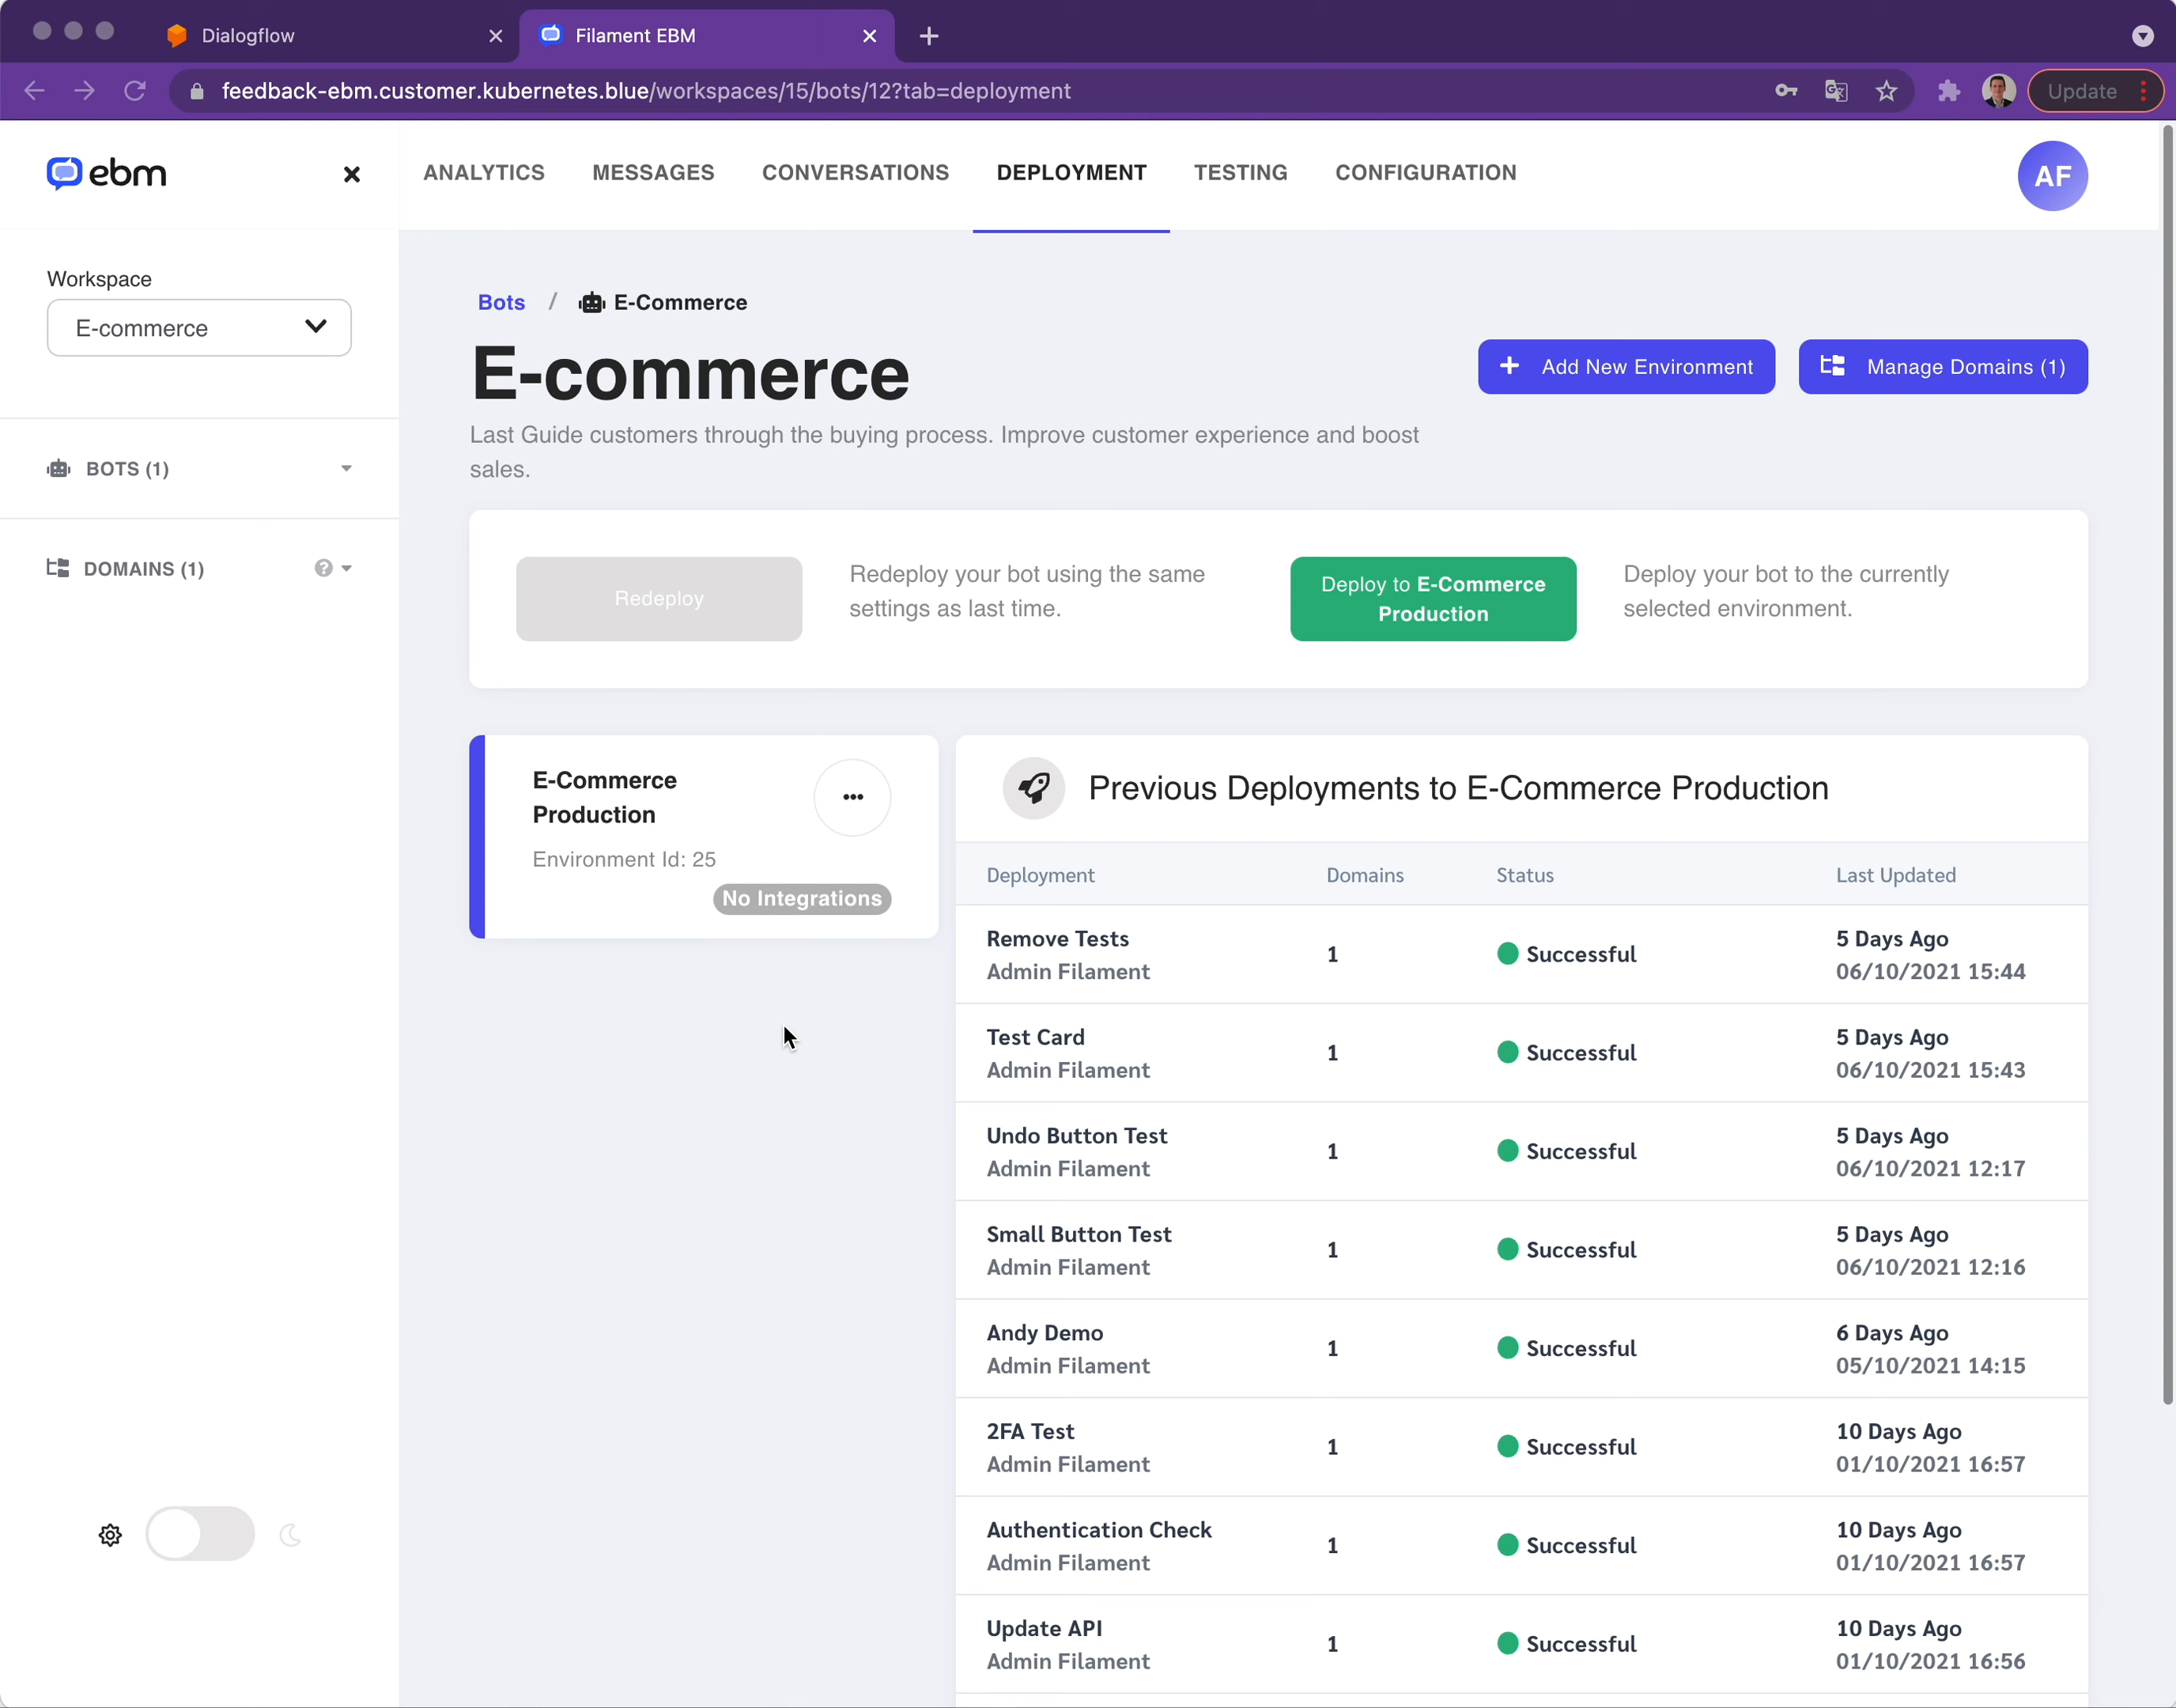 Dialogflow
Filament EBM
feedback-ebm.customer.kubernetes.blue/workspaces/15/bots/12?tab=deployment
Update
ebm
ANALYTICS MESSAGES CONVERSATIONS DEPLOYMENT TESTING CONFIGURATION
AF
Workspace
E-commerce
BOTS (1)
DOMAINS (1)
Bots / E-Commerce
E-commerce
Add New Environment
Manage Domains (1)
Last Guide customers through the buying process. Improve customer experience and boost
sales.
Redeploy
Redeploy your bot using the same
settings as last time.
Deploy to E-Commerce
Production
Deploy your bot to the currently
selected environment.
E-Commerce
Production
Environment Id: 25
No Integrations
Previous Deployments to E-Commerce Production
Deployment Domains Status Last Updated
Remove Tests
Admin Filament
1
Successful
5 Days Ago
06/10/2021 15:44
Test Card
Admin Filament
1
Successful
5 Days Ago
06/10/2021 15:43
Undo Button Test
Admin Filament
1
Successful
5 Days Ago
06/10/2021 12:17
Small Button Test
Admin Filament
1
Successful
5 Days Ago
06/10/2021 12:16
Andy Demo
Admin Filament
1
Successful
6 Days Ago
05/10/2021 14:15
2FA Test
Admin Filament
1
Successful
10 Days Ago
01/10/2021 16:57
Authentication Check
Admin Filament
1
Successful
10 Days Ago
01/10/2021 16:57
Update API
Admin Filament
1
Successful
10 Days Ago
01/10/2021 16:56